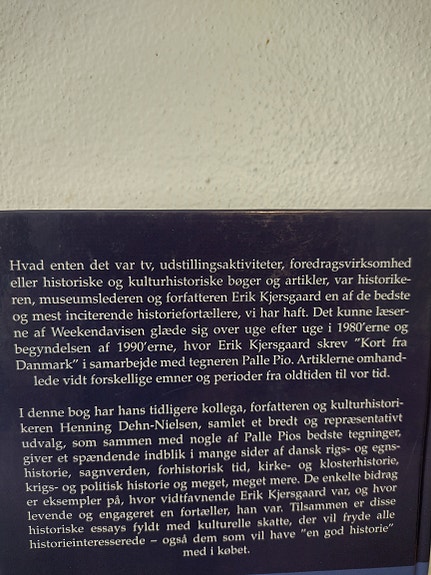 Hvad enten det var tv, udstillingsaktiviteter, foredragsvirksomhed
eller historiske og kulturhistoriske bøger og artikler, var historike-
ren, museumslederen og forfatteren Erik Kjersgaard en af de bedste
og mest inciterende historiefortællere, vi har haft. Det kunne læser-
ne af Weekendavisen glæde sig over uge efter uge i 1980'erne og
begyndelsen af 1990'erne, hvor Erik Kjersgaard skrev "Kort fra
Danmark" i samarbejde med tegneren Palle Pio. Artiklerne omhand-
lede vidt forskellige emner og perioder fra oldtiden til vor tid.
I denne bog har hans tidligere kollega, forfatteren og kulturhistori-
keren Henning Dehn-Nielsen, samlet et bredt og repræsentativt
udvalg, som sammen med nogle af Palle Pios bedste tegninger,
giver et spændende indblik i mange sider af dansk rigs- og egns-
historie, sagnverden, forhistorisk tid, kirke- og klosterhistorie,
krigs- og politisk historie og meget, meget mere. De enkelte bidrag
er eksempler på, hvor vidtfavnende Erik Kjersgaard var, og hvor
levende og engageret en fortæller, han var. Tilsammen er disse
historiske essays fyldt med kulturelle skatte, der vil fryde alle
historieinteresserede – også dem som vil have "en god historie"
med i købet.